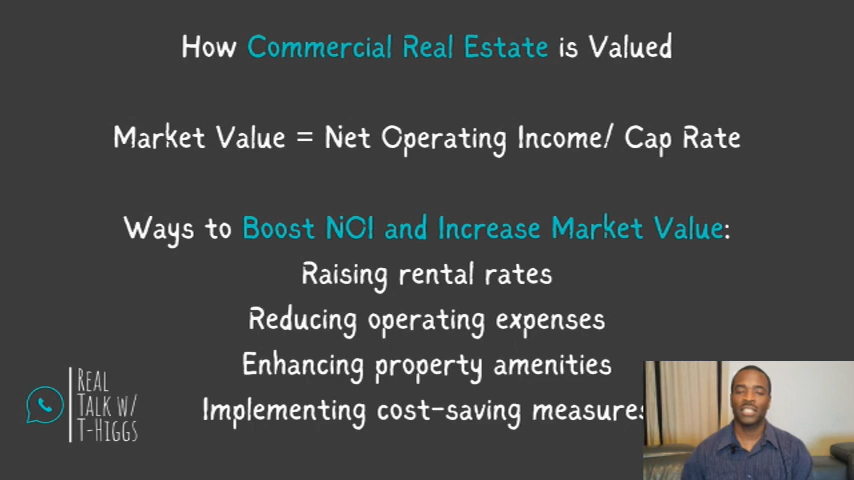 How Commercial Real Estate is Valued
Market Value = Net Operating Income/ Cap Rate
Ways to Boost NOI and Increase Market Value:
Raising rental rates
Reducing operating expenses
Enhancing property amenities
Implementing cost-saving measures
Real
Talk w/
T-Higgs